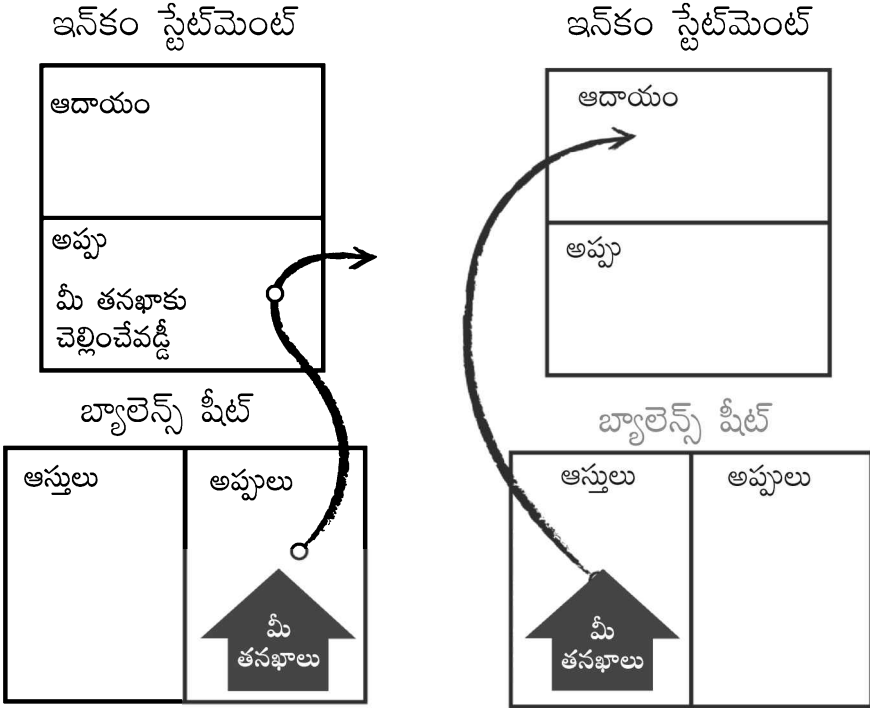 ఇన్‌కం స్టేట్‌మెంట్
ఆదాయం
అప్పు
మీ తనఖాకు
చెల్లించేవడ్డీ
బ్యాలెన్స్ షీట్
ఆస్తులు
అప్పులు
మీ
తనఖాలు
ఇన్‌కం స్టేట్‌మెంట్
ఆదాయం
అప్పు
బ్యాలెన్స్ షీట్
ఆస్తులు
అప్పులు
మీ
తనఖాలు